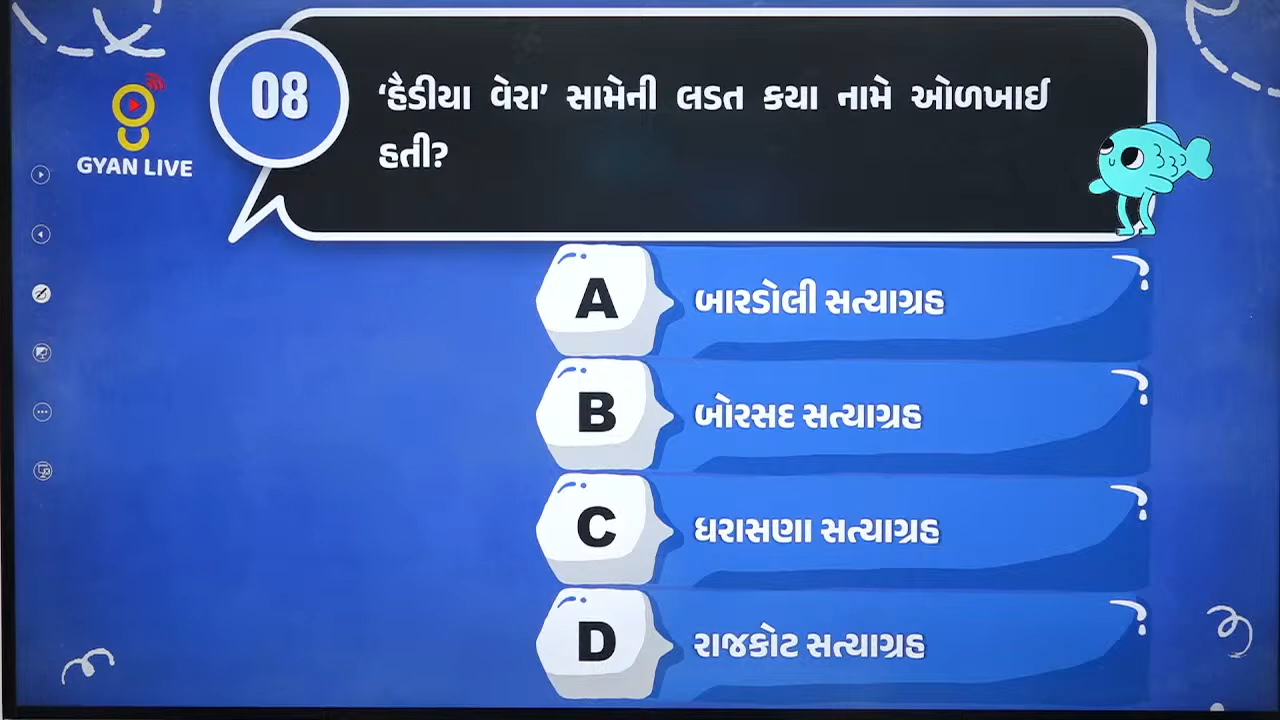 08
‘હૈડીયા વેરા’ સામેની લડત કયા નામે ઓળખાઈ
હતી?
GYAN LIVE
A
બારડોલી સત્યાગ્રહ
B
બોરસદ સત્યાગ્રહ
C
ધરાસણા સત્યાગ્રહ
D
રાજકોટ સત્યાગ્રહ